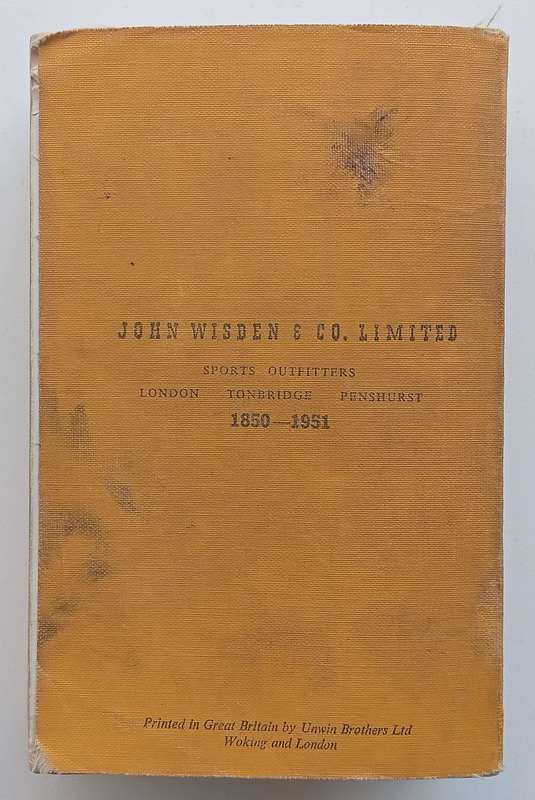 JOHN WISDEN & CO. LIMITED
SPORTS OUTFITTERS
LONDON TONBRIDGE PENSHURST
1850—1951
Printed in Great Britain by Unwin Brothers Ltd
Woking and London